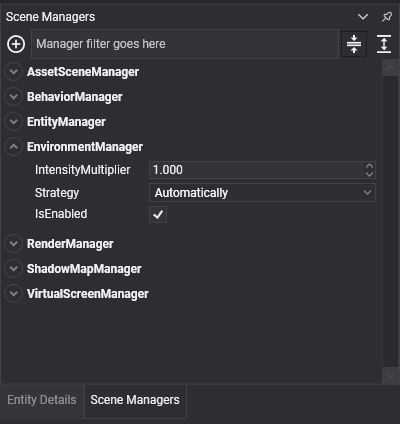 Scene Managers
Manager filter goes here
AssetSceneManager
BehaviorManager
EntityManager
EnvironmentManager
IntensityMultiplier 1.000
Strategy Automatically
IsEnabled
RenderManager
ShadowMapManager
VirtualScreenManager
Entity Details Scene Managers